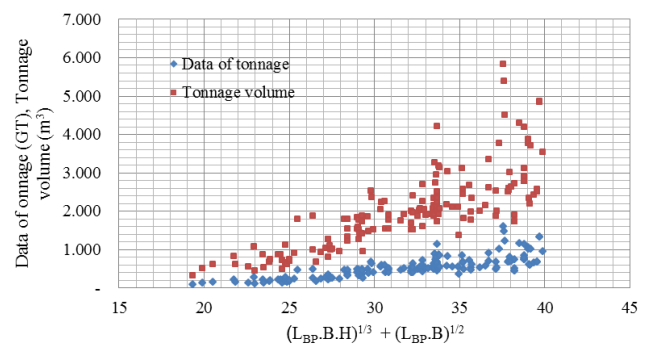 7.000
6.000
5.000
4.000
3.000
2.000
1.000
-
Data of onnage (GT), Tonnage
volume (m³)
Data of tonnage
Tonnage volume
15 20 25 30 35 40 45
(L_BP.B.H)^1/3 + (L_BP.B)^1/2